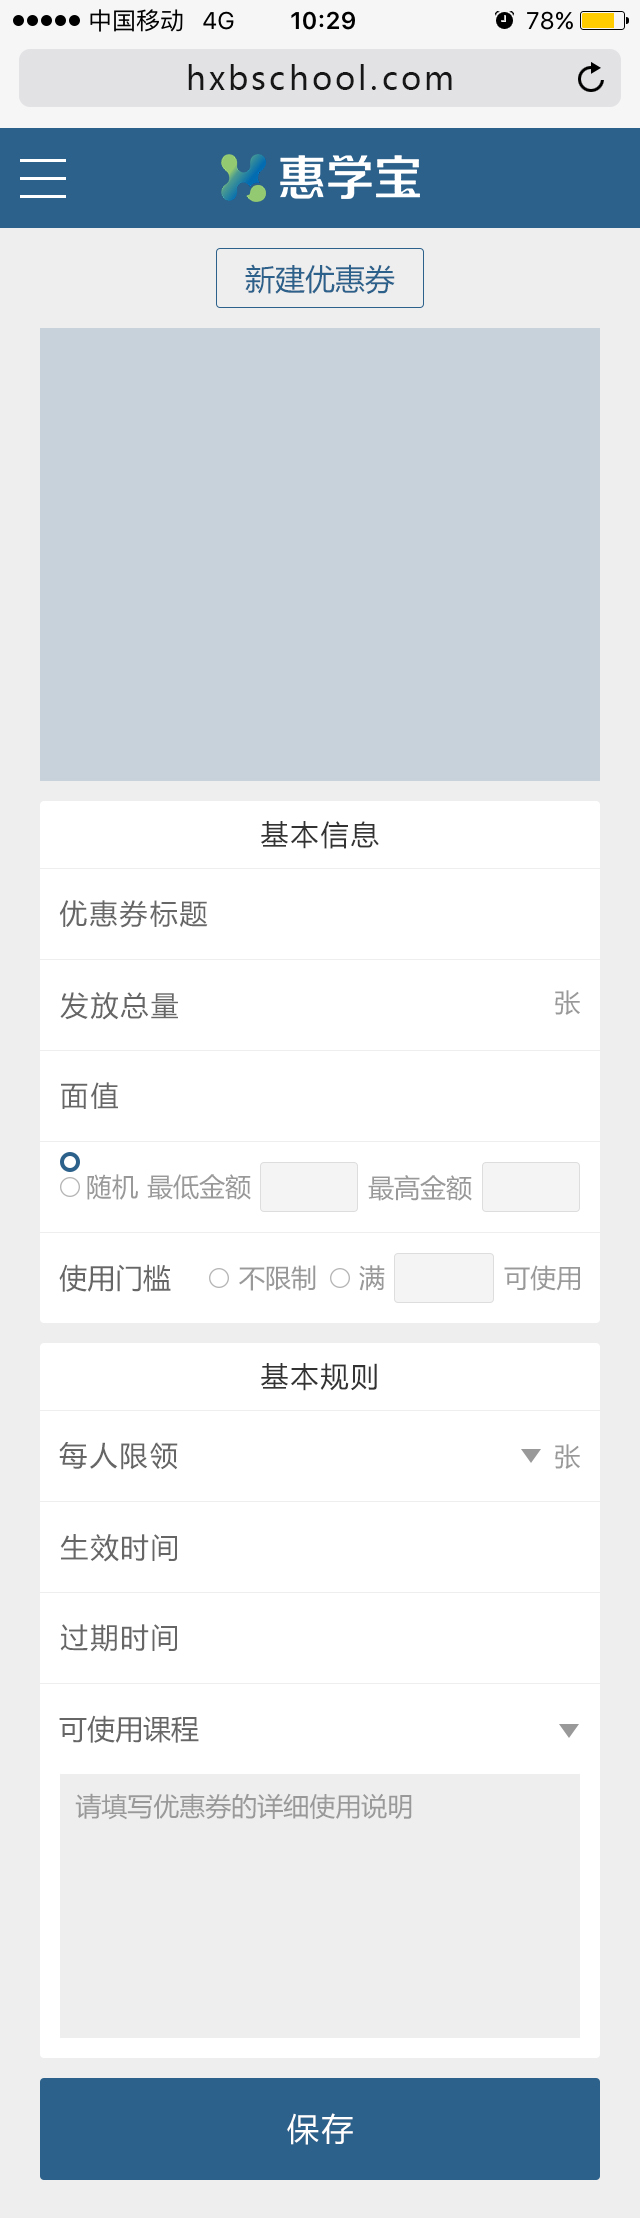 中国移动 4G 10:29 78%
hxbschool.com
惠学宝
新建优惠券
基本信息
优惠券标题
发放总量 张
面值
随机 最低金额 最高金额
使用门槛 不限制 满 可使用
基本规则
每人限领 张
生效时间
过期时间
可使用课程
请填写优惠券的详细使用说明
保存